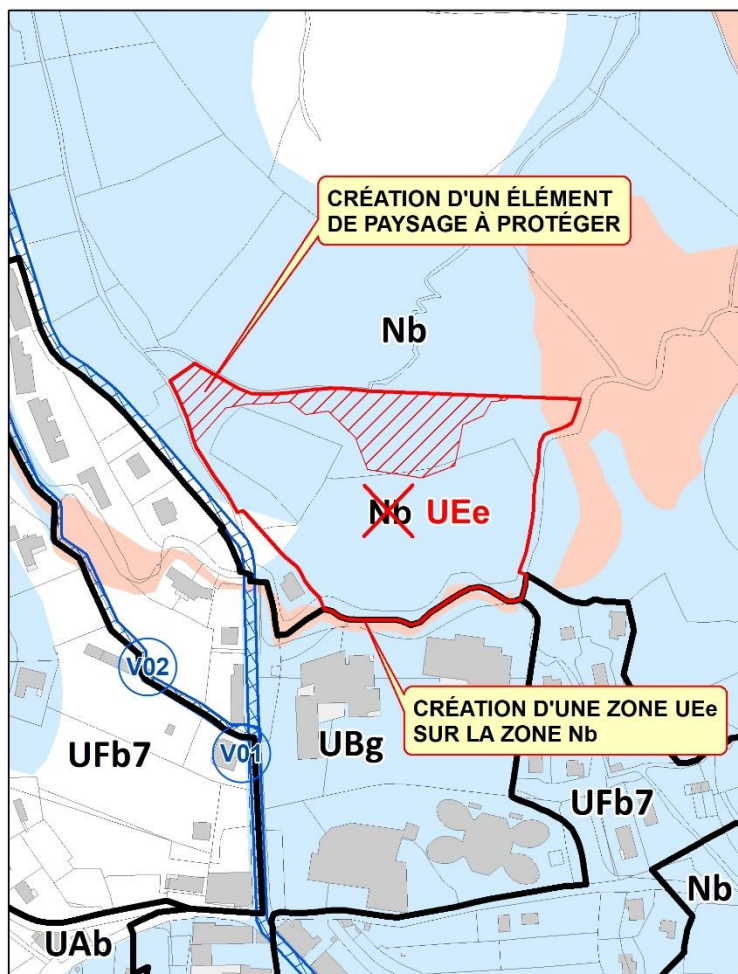 CRÉATION D'UN ÉLÉMENT
DE PAYSAGE À PROTÉGER
Nb
Nb UEe
V02
CRÉATION D'UNE ZONE UEe
SUR LA ZONE Nb
UFb7
V01
UBg
UFb7
Nb
UAb